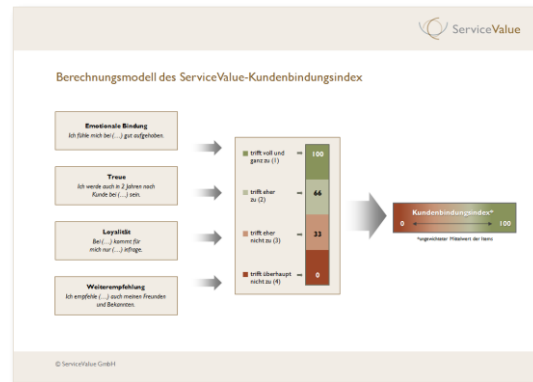 ServiceValue
Berechnungsmodell des ServiceValue-Kundenbindungsindex
Emotionale Bindung
Ich fühle mich bei (…) gut aufgehoben.
Treue
Ich werde auch in 2 Jahren noch
Kunde bei (…) sein.
Loyalität
Bei (…) kommt für
mich nur (…) infrage.
Weiterempfehlung
Ich empfehle (…) auch meinen Freunden
und Bekannten.
trifft voll und
ganz zu (1)
100
trifft eher
zu (2)
66
trifft eher
nicht zu (3)
33
trifft überhaupt
nicht zu (4)
0
Kundenbindungsindex*
0
100
*ungewichteter Mittelwert der Items
© ServiceValue GmbH